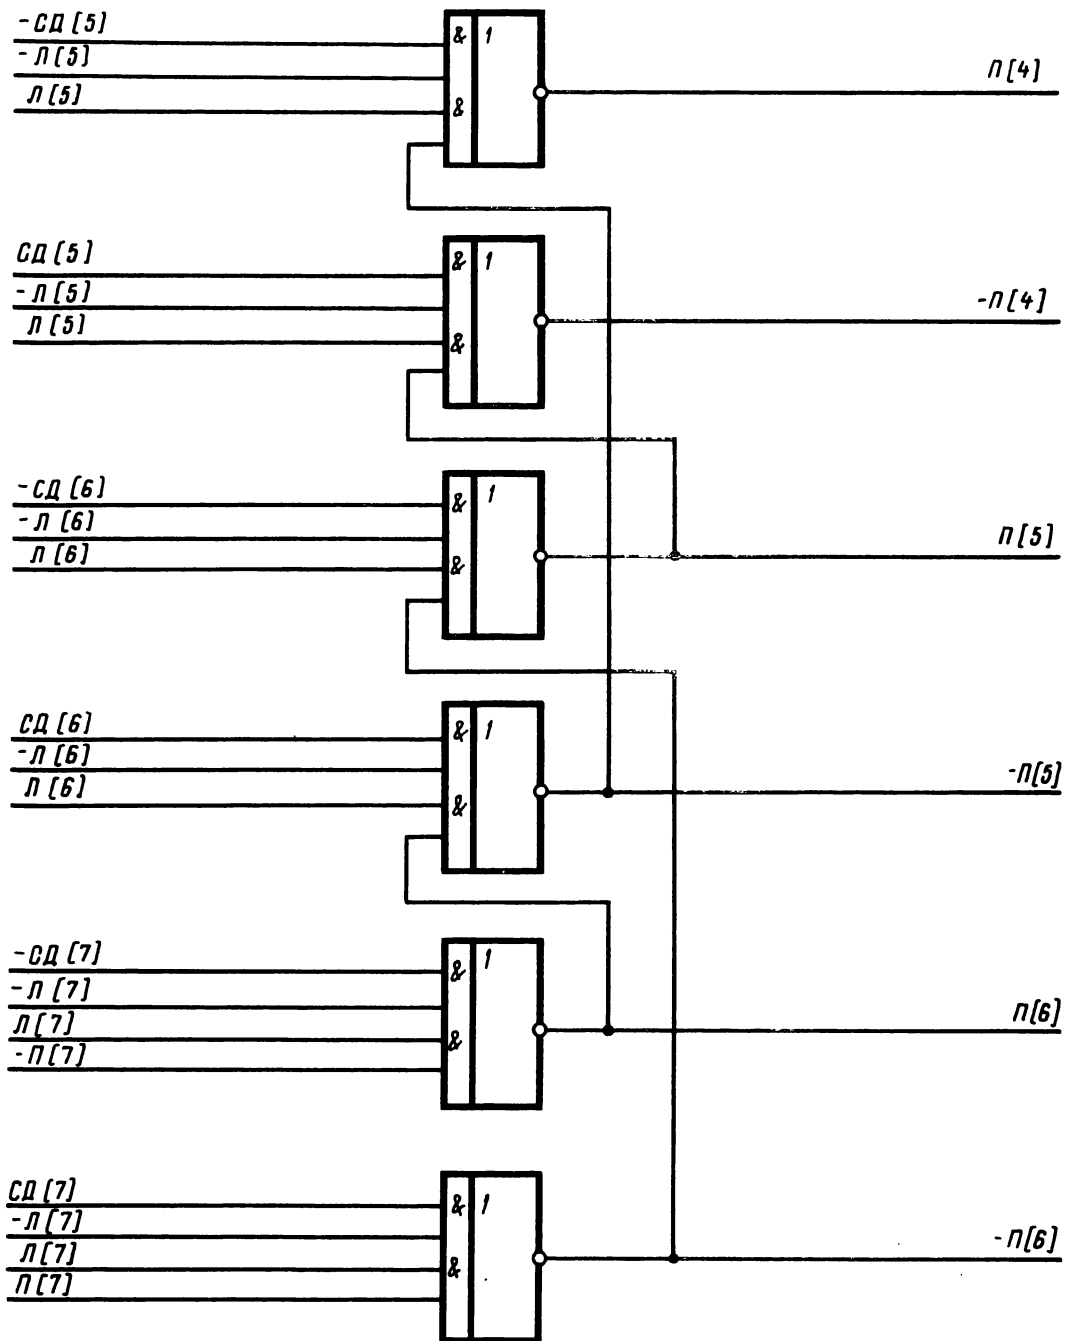 -СД[5]
-Л[5]
Л[5]
& 1
&
П[4]
СД[5]
-Л[5]
Л[5]
& 1
&
-П[4]
-СД[6]
-Л[6]
Л[6]
& 1
&
П[5]
СД[6]
-Л[6]
Л[6]
& 1
&
-П[5]
-СД[7]
-Л[7]
Л[7]
-П[7]
& 1
&
П[6]
СД[7]
-Л[7]
Л[7]
П[7]
& 1
&
-П[6]